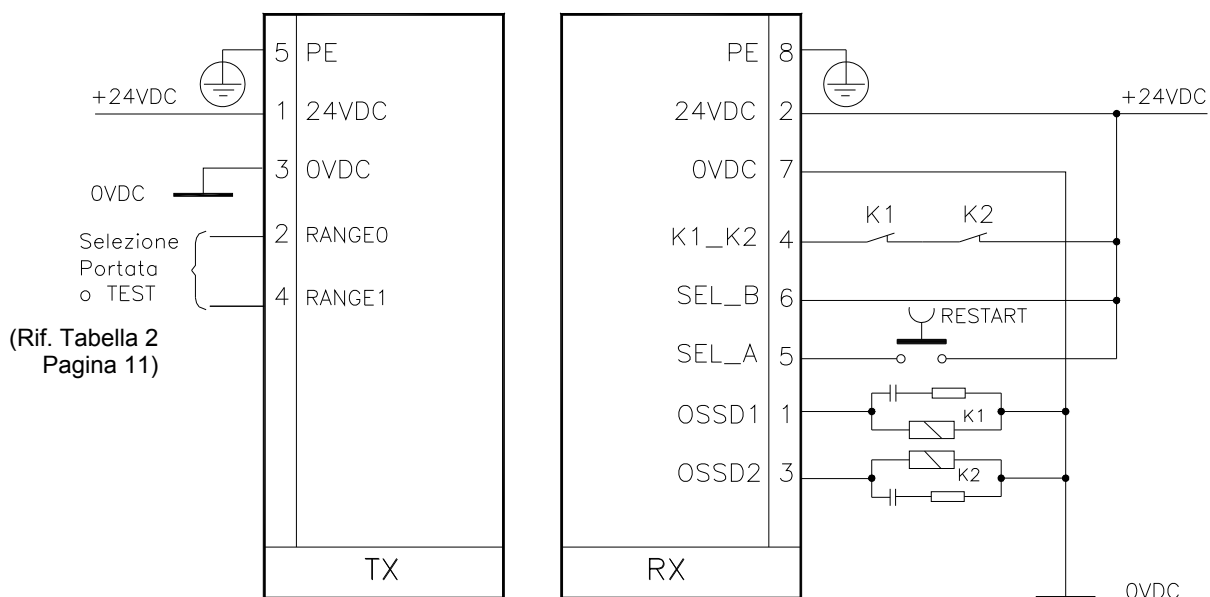 5 PE
+24VDC
1 24VDC
3 0VDC
0VDC
2 RANGE0
Selezione
Portata
o TEST
4 RANGE1
(Rif. Tabella 2
Pagina 11)
TX
PE 8
24VDC 2
+24VDC
0VDC 7
K1 K2
K1_K2 4
SEL_B 6
RESTART
SEL_A 5
OSSD1 1
K1
OSSD2 3
K2
RX
0VDC